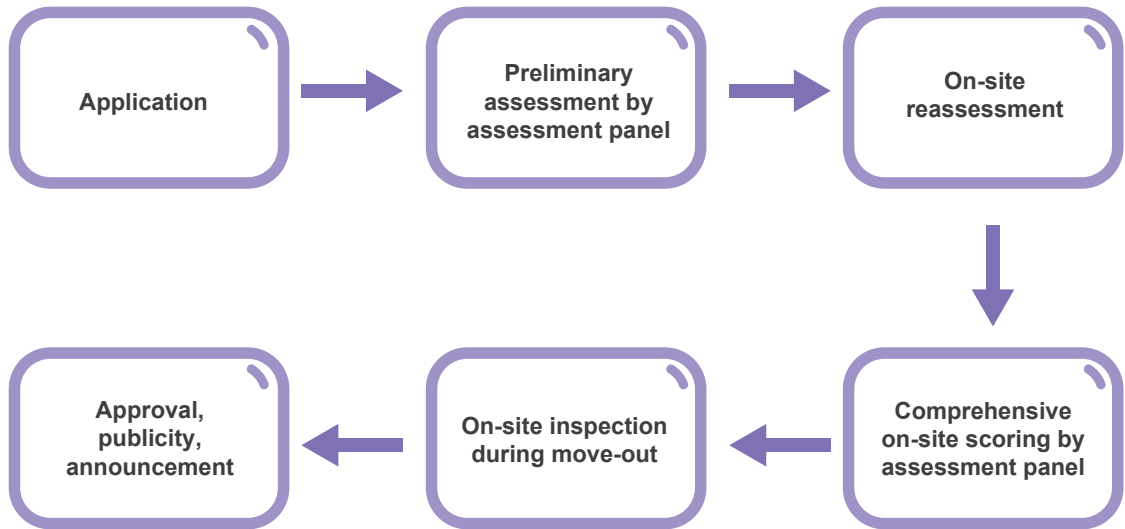 Application
Preliminary
assessment by
assessment panel
On-site
reassessment
Comprehensive
on-site scoring by
assessment panel
On-site inspection
during move-out
Approval,
publicity,
announcement